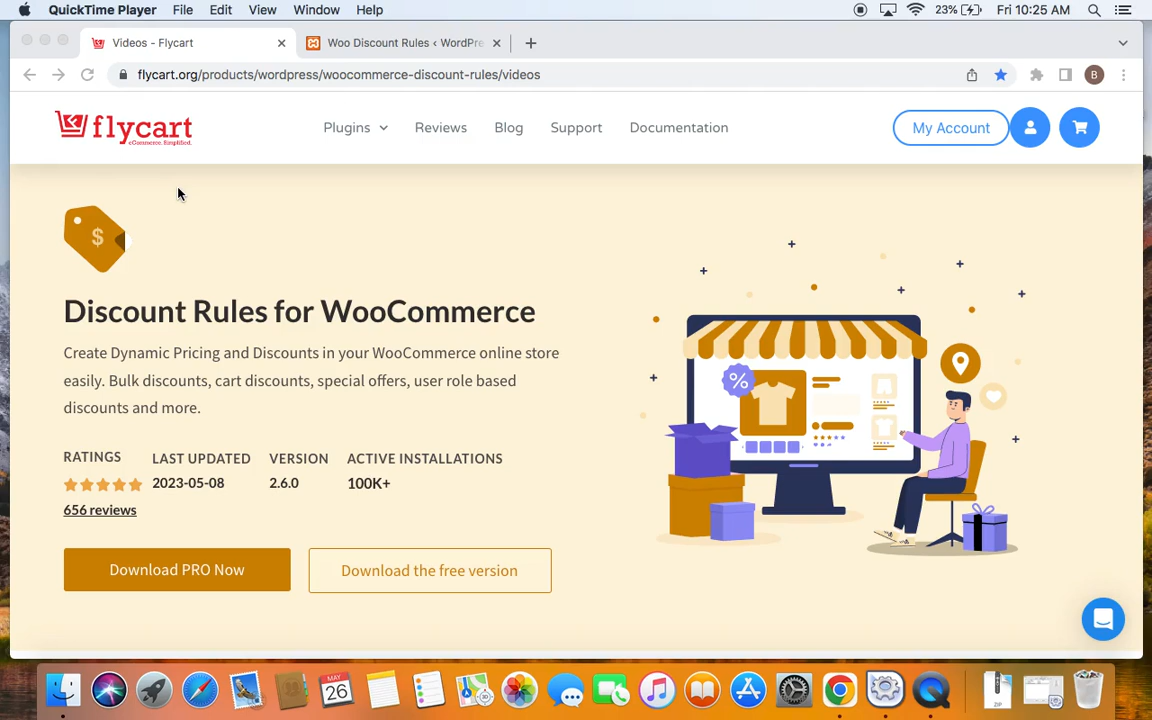 QuickTime Player File Edit View Window Help 23% Fri 10:25 AM
Videos - Flycart Woo Discount Rules ‹ WordPre
flycart.org/products/wordpress/woocommerce-discount-rules/videos B
flycart
eCommerce. Simplified.
Plugins Reviews Blog Support Documentation My Account
$
%
Discount Rules for WooCommerce
Create Dynamic Pricing and Discounts in your WooCommerce online store
easily. Bulk discounts, cart discounts, special offers, user role based
discounts and more.
RATINGS LAST UPDATED VERSION ACTIVE INSTALLATIONS
2023-05-08 2.6.0 100K+
656 reviews
Download PRO Now Download the free version
MAY
26
ZIP